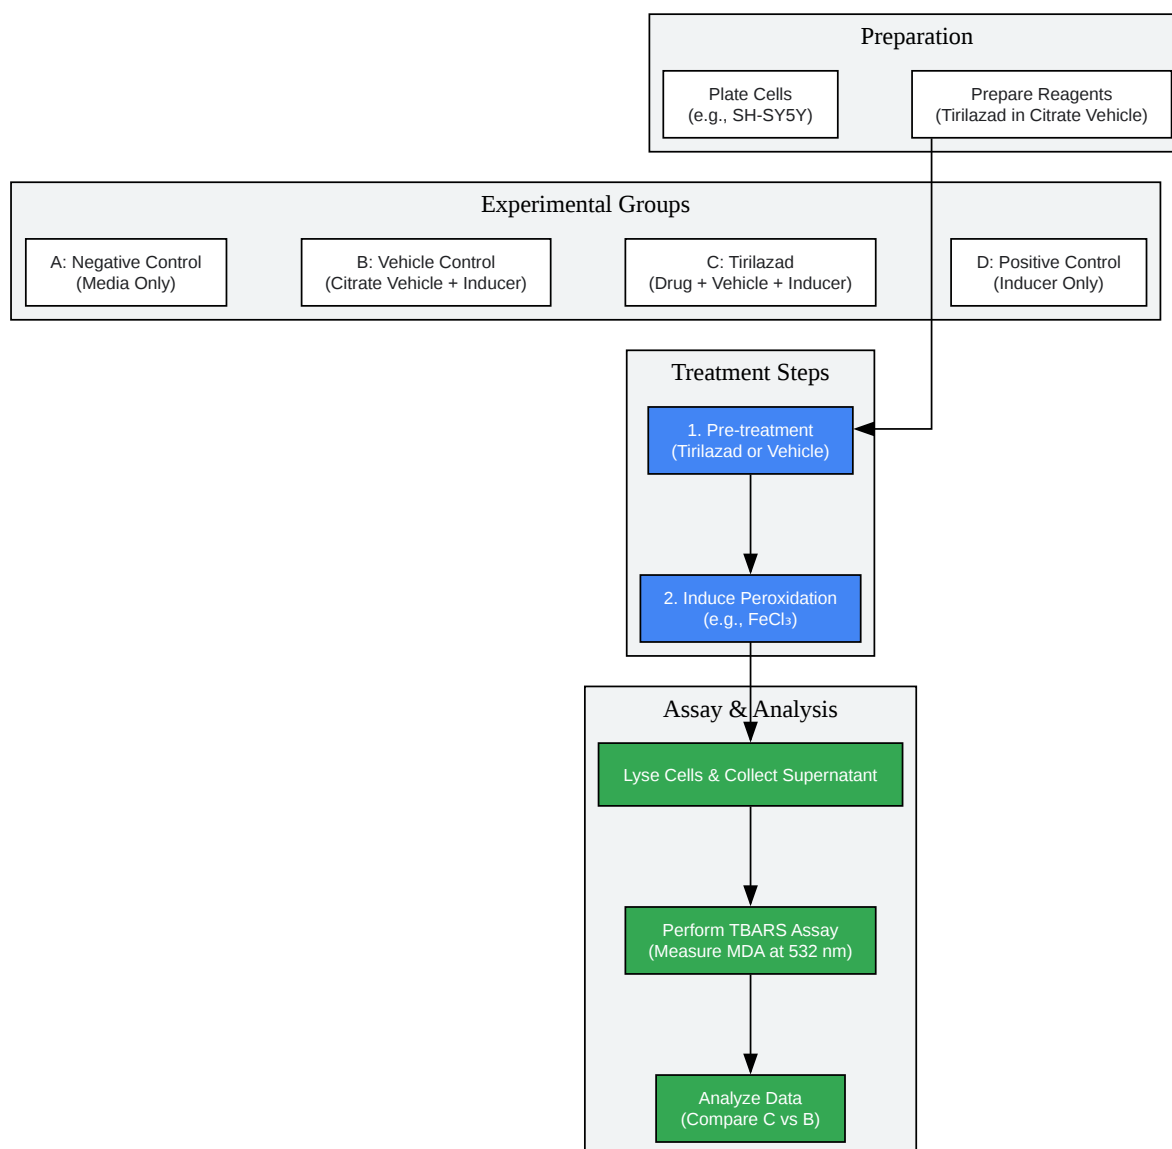 Preparation
Plate Cells
(e.g., SH-SY5Y)
Prepare Reagents
(Tirilazad in Citrate Vehicle)
Experimental Groups
A: Negative Control
(Media Only)
B: Vehicle Control
(Citrate Vehicle + Inducer)
C: Tirilazad
(Drug + Vehicle + Inducer)
D: Positive Control
(Inducer Only)
Treatment Steps
1. Pre-treatment
(Tirilazad or Vehicle)
2. Induce Peroxidation
(e.g., FeCl₃)
Assay & Analysis
Lyse Cells & Collect Supernatant
Perform TBARS Assay
(Measure MDA at 532 nm)
Analyze Data
(Compare C vs B)